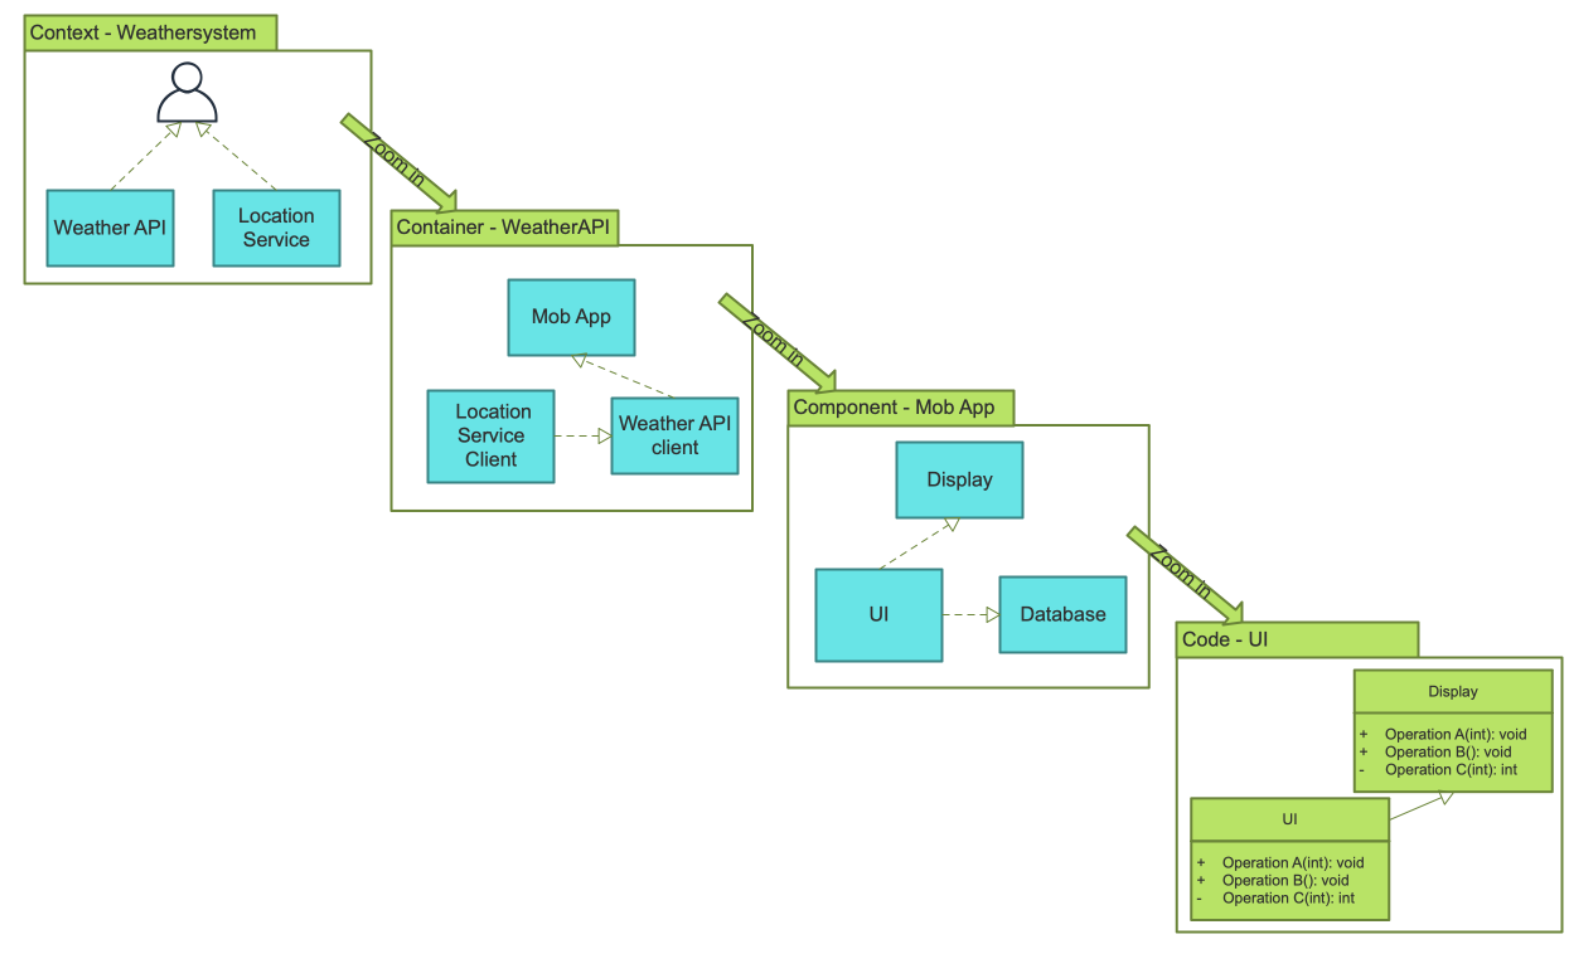 Context - Weathersystem
Weather API
Location
Service
Zoom in
Container - WeatherAPI
Mob App
Location
Service
Client
Weather API
client
Zoom in
Component - Mob App
Display
UI
Database
Zoom in
Code - UI
Display
+ Operation A(int): void
+ Operation B(): void
- Operation C(int): int
UI
+ Operation A(int): void
+ Operation B(): void
- Operation C(int): int